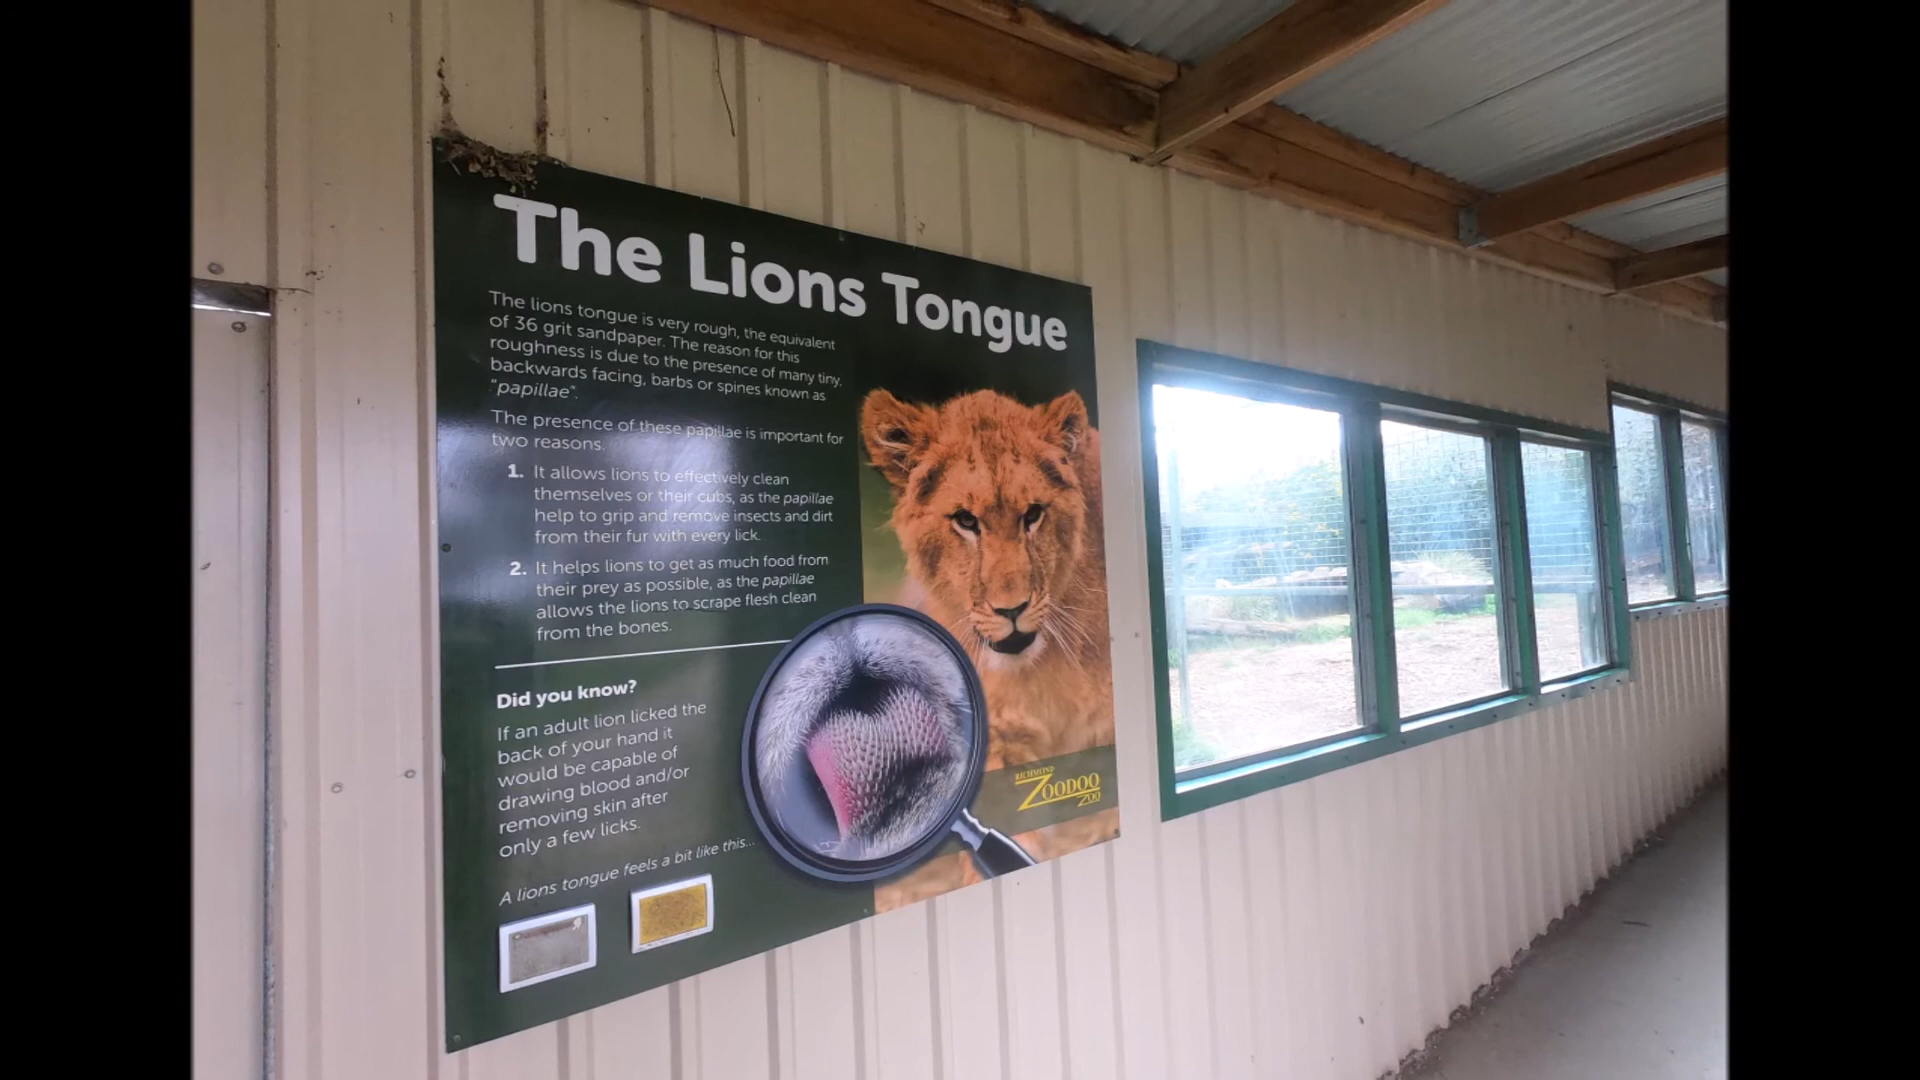 The Lions Tongue
The lions tongue is very rough, the equivalent
of 36 grit sandpaper. The reason for this
roughness is due to the presence of many tiny,
backwards facing, barbs or spines known as
"papillae".
The presence of these papillae is important for
two reasons.
1. It allows lions to effectively clean
themselves or their cubs, as the papillae
help to grip and remove insects and dirt
from their fur with every lick.
2. It helps lions to get as much food from
their prey as possible, as the papillae
allows the lions to scrape flesh clean
from the bones.
Did you know?
If an adult lion licked the
back of your hand it
would be capable of
drawing blood and/or
removing skin after
only a few licks.
A lions tongue feels a bit like this...
RICHMOND
ZOODOO
ZOO